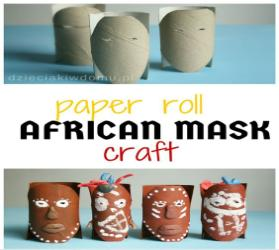 dzieciakiwdomu.pl
paper roll
AFRICAN MASK
craft